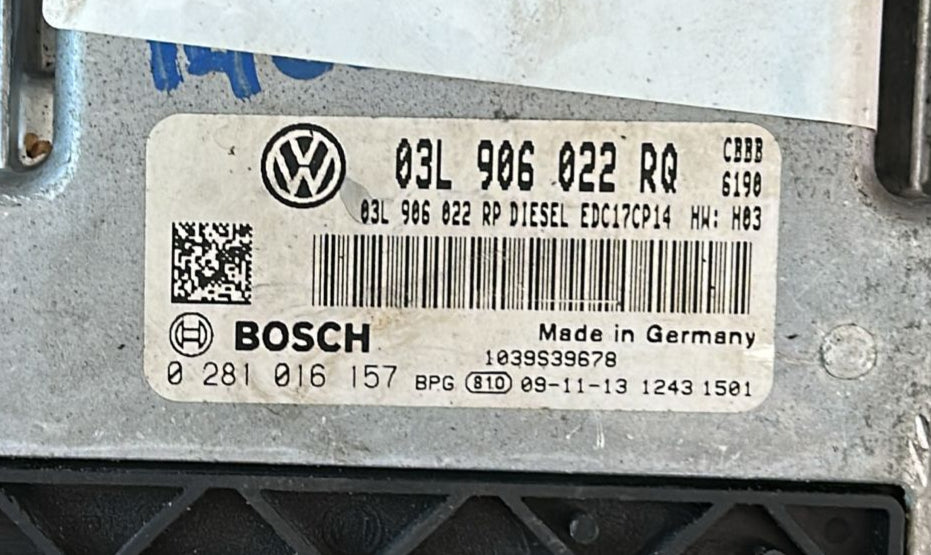 03L 906 022 RQ
CBBB
6190
03L 906 022 RP DIESEL EDC17CP14 HW: H03
BOSCH
Made in Germany
1039S39678
0 281 016 157 BPG 810 09-11-13 1243 1501